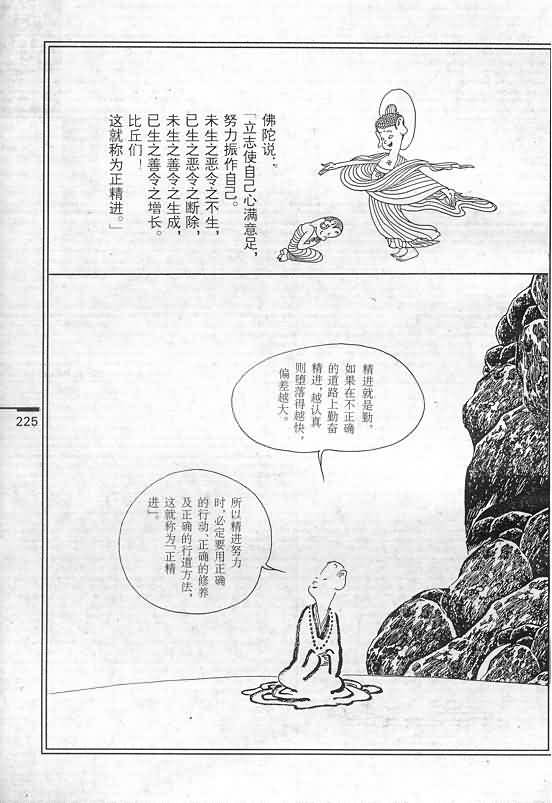 佛陀说：
「立志使自己心满意足，
努力振作自己。
未生之恶令之不生，
已生之恶令之断除，
未生之善令之生成，
已生之善令之增长。
比丘们！
这就称为正精进。」
精进就是勤，
如果在不正确
的道路上勤奋
精进，越认真
则堕落得越快，
偏差越大。
所以精进努力
时，必定要用正确
的行动、正确的修养
及正确的行道方法，
这就称为「正精
进」。
225